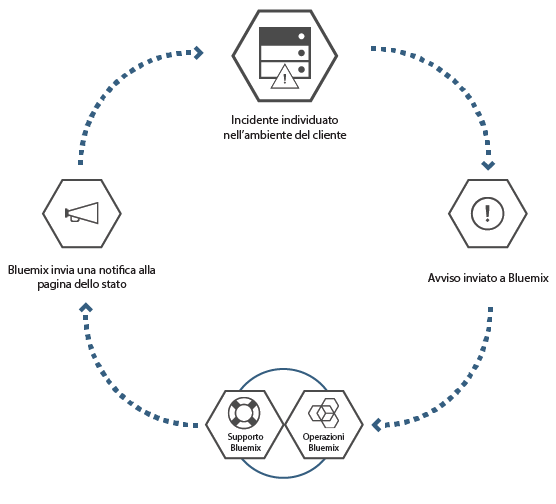 Incidente individuato
nell'ambiente del cliente
Bluemix invia una notifica alla
pagina dello stato
Avviso inviato a Bluemix
Supporto
Bluemix
Operazioni
Bluemix